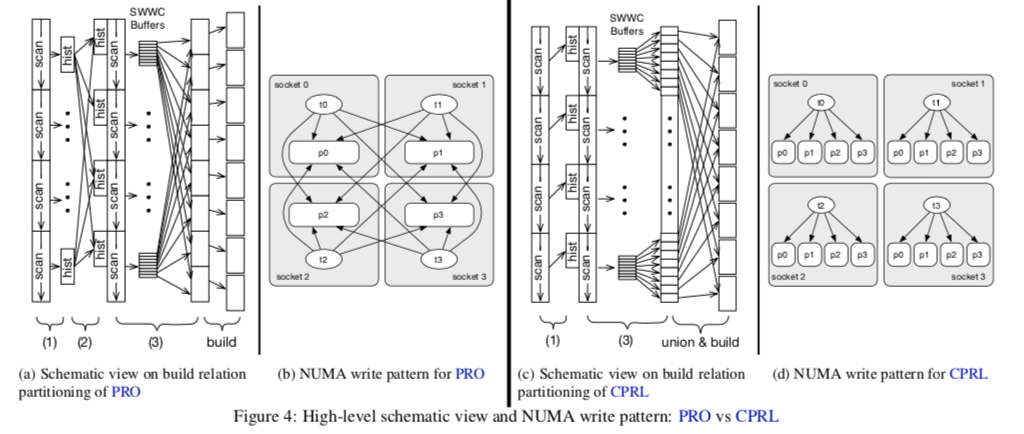 SWWC
Buffers
scan
scan
scan
scan
hist
hist
hist
hist
hist
hist
scan
scan
scan
scan
(1)
(2)
(3)
build
socket 0
socket 1
t0
t1
p0
p1
p2
p3
t2
t3
socket 2
socket 3
SWWC
Buffers
scan
scan
scan
scan
hist
hist
hist
hist
scan
scan
scan
scan
(1)
(3)
union & build
socket 0
socket 1
t0
t1
p0 p1 p2 p3
p0 p1 p2 p3
t2
t3
p0 p1 p2 p3
p0 p1 p2 p3
socket 2
socket 3
(a) Schematic view on build relation
partitioning of PRO
(b) NUMA write pattern for PRO
(c) Schematic view on build relation
partitioning of CPRL
(d) NUMA write pattern for CPRL
Figure 4: High-level schematic view and NUMA write pattern: PRO vs CPRL